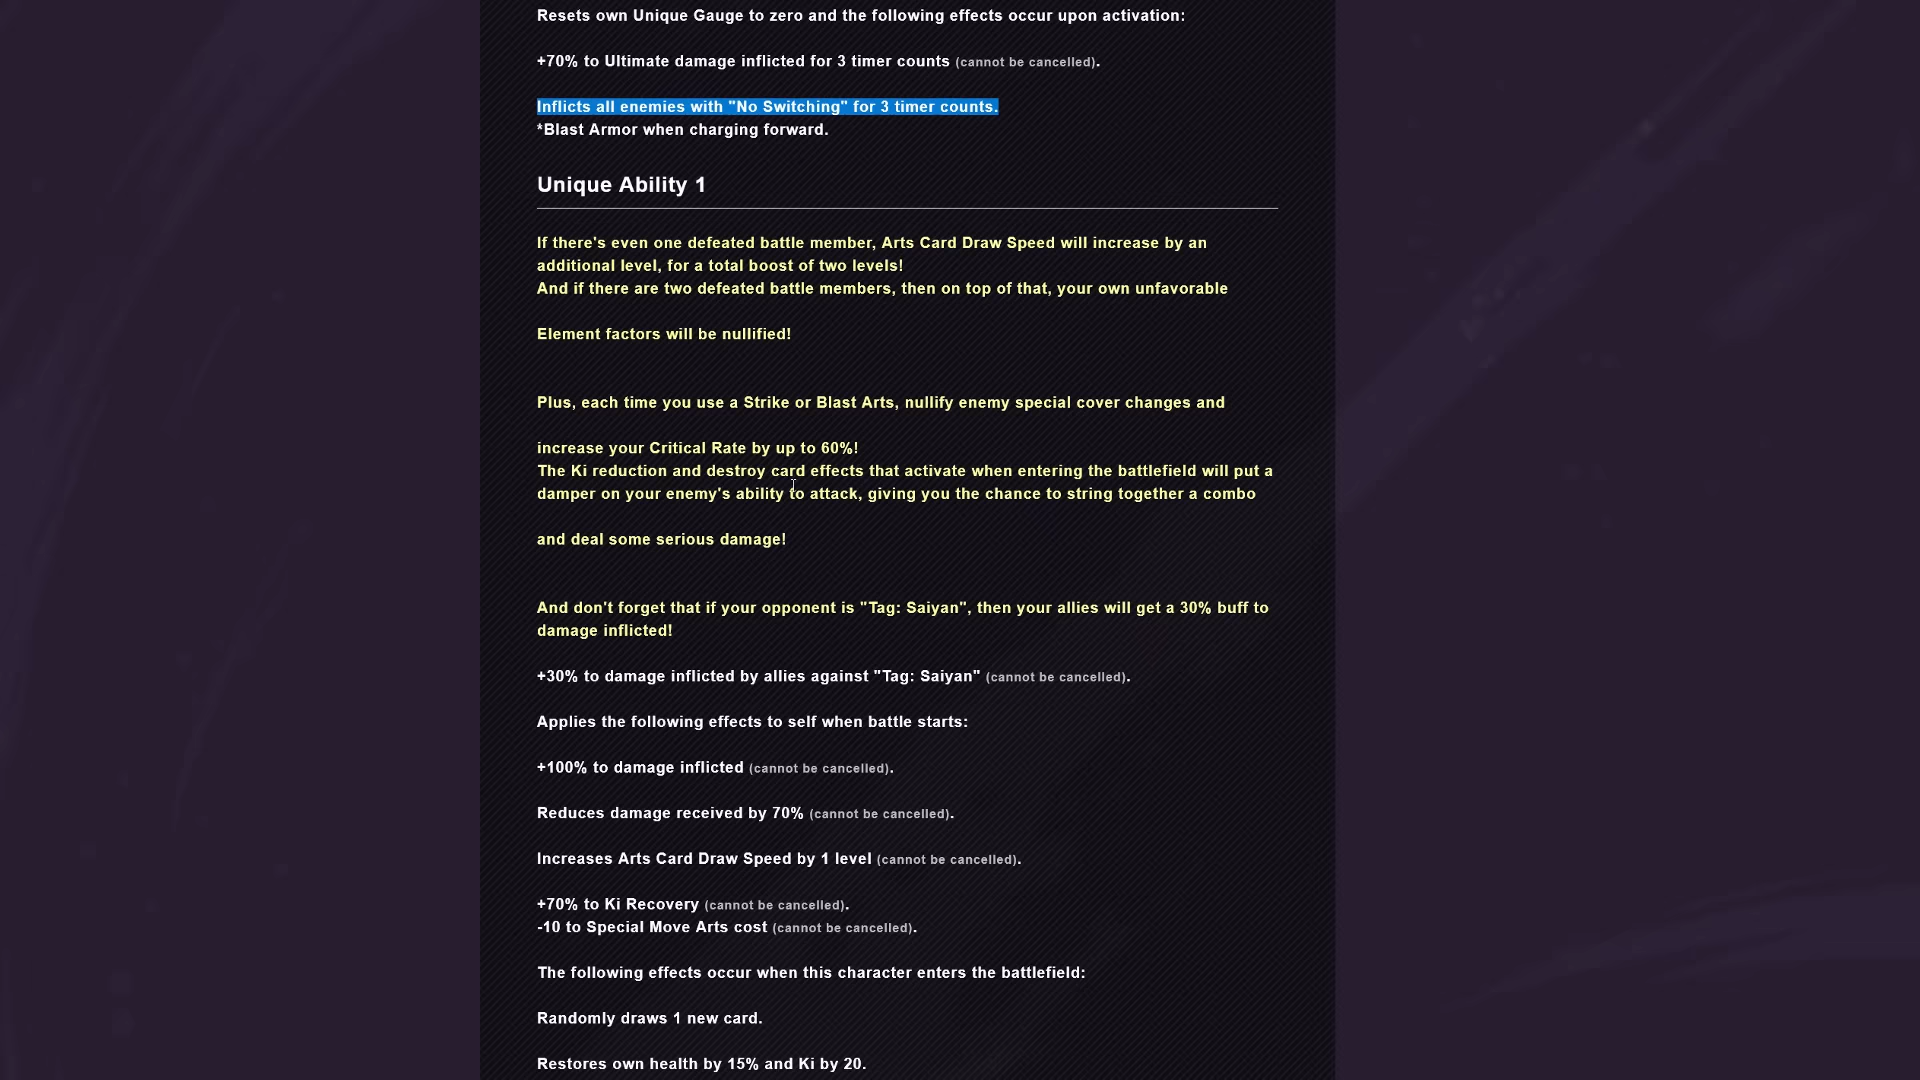 Resets own Unique Gauge to zero and the following effects occur upon activation:
+70% to Ultimate damage inflicted for 3 timer counts (cannot be cancelled).
Inflicts all enemies with "No Switching" for 3 timer counts.
*Blast Armor when charging forward.
Unique Ability 1
If there's even one defeated battle member, Arts Card Draw Speed will increase by an
additional level, for a total boost of two levels!
And if there are two defeated battle members, then on top of that, your own unfavorable
Element factors will be nullified!
Plus, each time you use a Strike or Blast Arts, nullify enemy special cover changes and
increase your Critical Rate by up to 60%!
The Ki reduction and destroy card effects that activate when entering the battlefield will put a
damper on your enemy's ability to attack, giving you the chance to string together a combo
and deal some serious damage!
And don't forget that if your opponent is "Tag: Saiyan", then your allies will get a 30% buff to
damage inflicted!
+30% to damage inflicted by allies against "Tag: Saiyan" (cannot be cancelled).
Applies the following effects to self when battle starts:
+100% to damage inflicted (cannot be cancelled).
Reduces damage received by 70% (cannot be cancelled).
Increases Arts Card Draw Speed by 1 level (cannot be cancelled).
+70% to Ki Recovery (cannot be cancelled).
-10 to Special Move Arts cost (cannot be cancelled).
The following effects occur when this character enters the battlefield:
Randomly draws 1 new card.
Restores own health by 15% and Ki by 20.